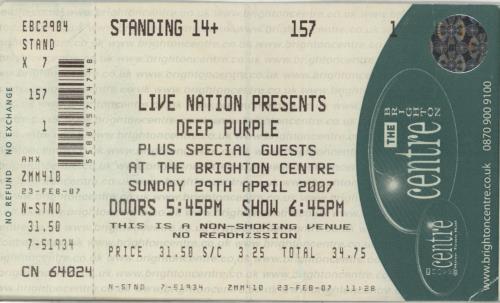 EBC2904
STAND
X 7
157
1
AMX
ZMM410
23-FEB-07
N-STND
31.50
7-51934
CN 64024
NO REFUND NO EXCHANGE
STANDING 14+ 157 1
LIVE NATION PRESENTS
DEEP PURPLE
PLUS SPECIAL GUESTS
AT THE BRIGHTON CENTRE
SUNDAY 29TH APRIL 2007
DOORS 5:45PM SHOW 6:45PM
THIS IS A NON-SMOKING VENUE
NO READMISSION
PRICE 31.50 S/C 3.25 TOTAL 34.75
N-STND 7-51934 ZMM410 23-FEB-07 11:28
THE BRIGHTON centre
centre
0870 900 9100
www.brightoncentre.co.uk